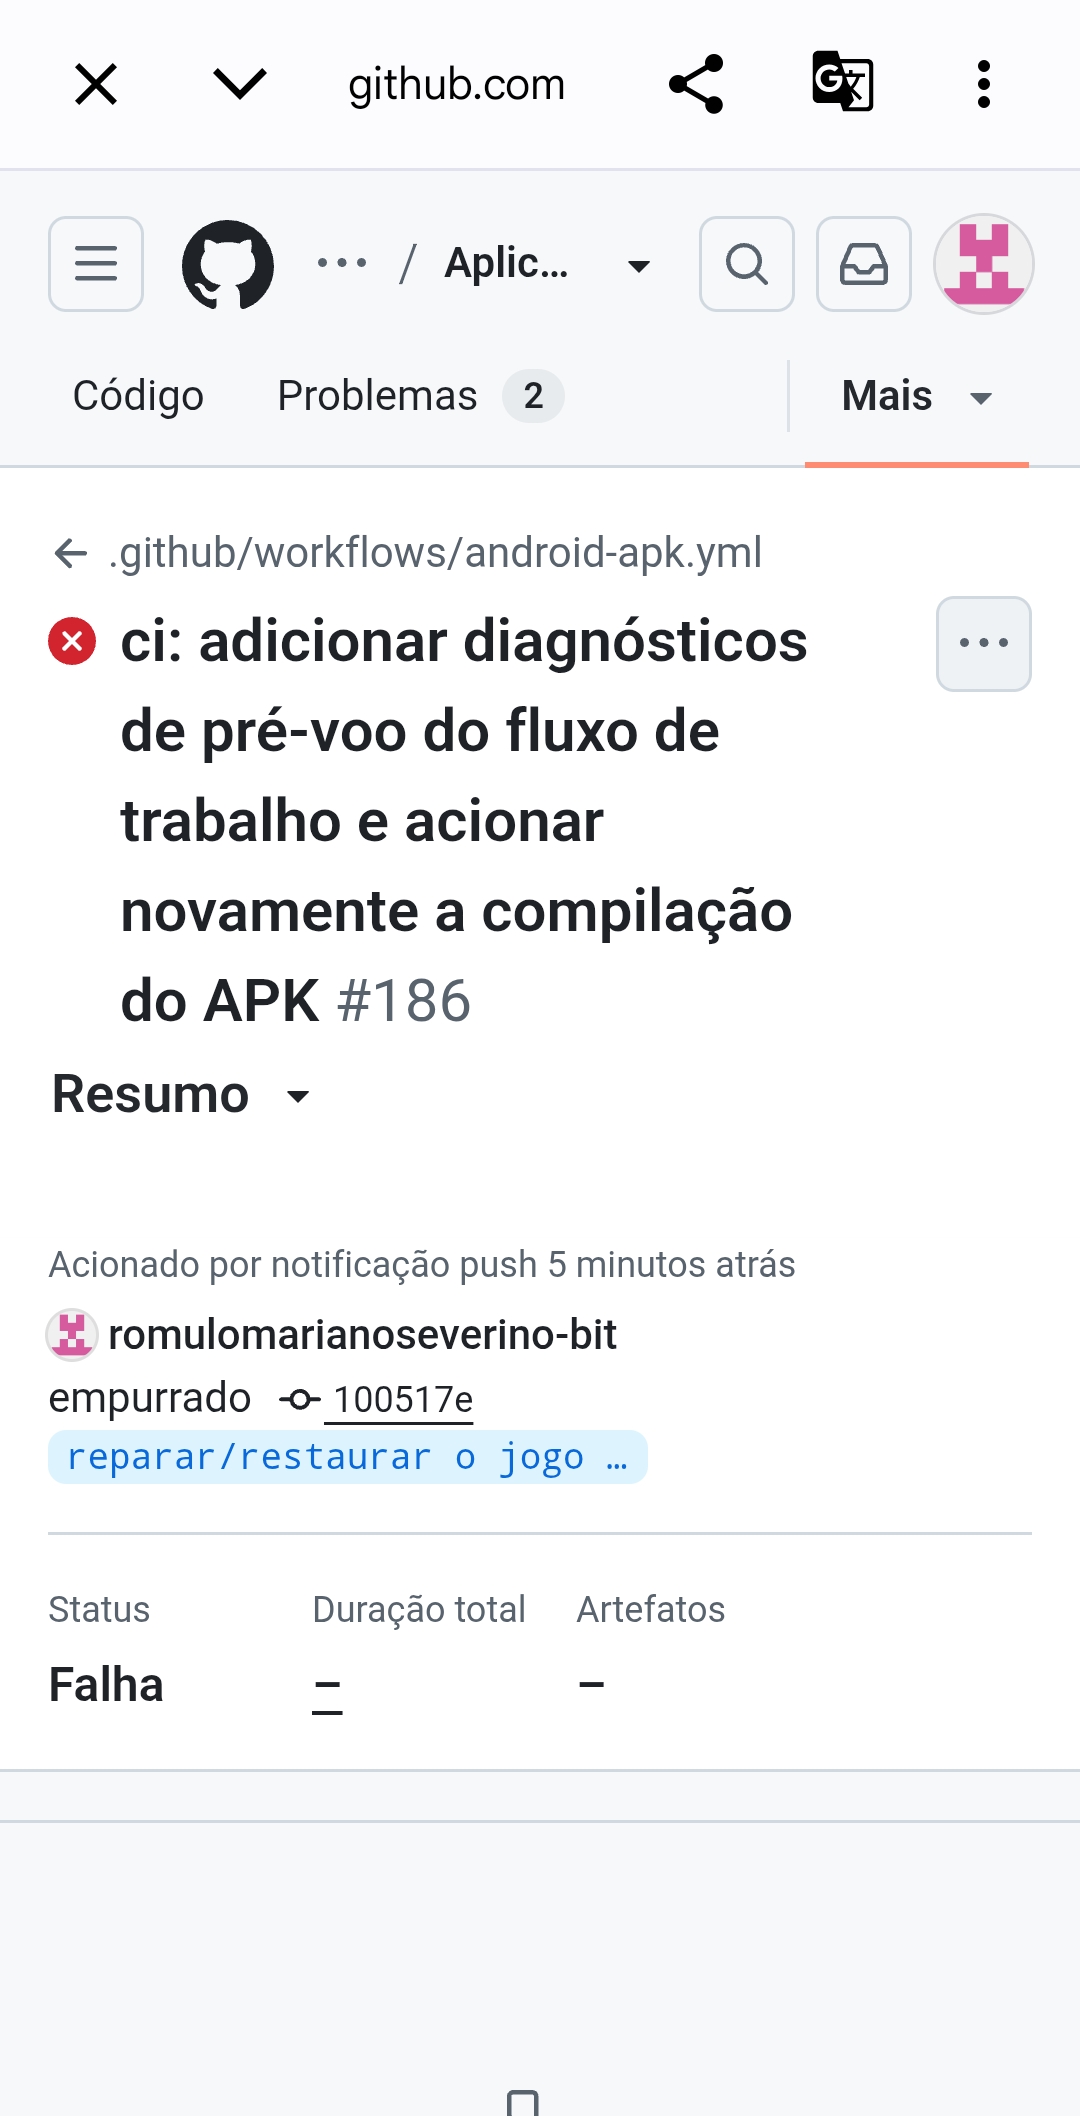 github.com
/ Aplic...
Código
Problemas 2
Mais
.github/workflows/android-apk.yml
ci: adicionar diagnósticos
de pré-voo do fluxo de
trabalho e acionar
novamente a compilação
do APK #186
Resumo
Acionado por notificação push 5 minutos atrás
romulomarianoseverino-bit
empurrado 100517e
reparar/restaurar o jogo …
Status
Duração total
Artefatos
Falha
–
–